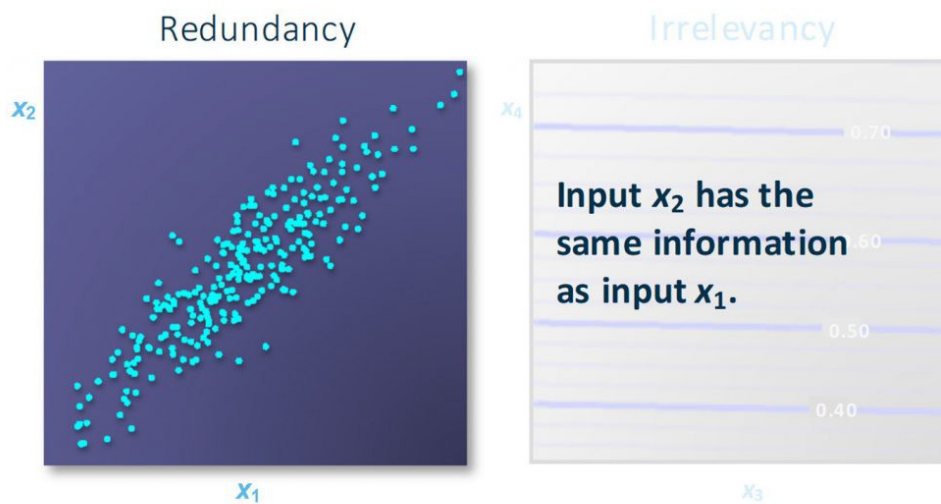 Redundancy
Irrelevancy
x₂
x₄
0.70
Input x₂ has the
same information
0.60
as input x₁.
0.50
0.40
x₁
x₃